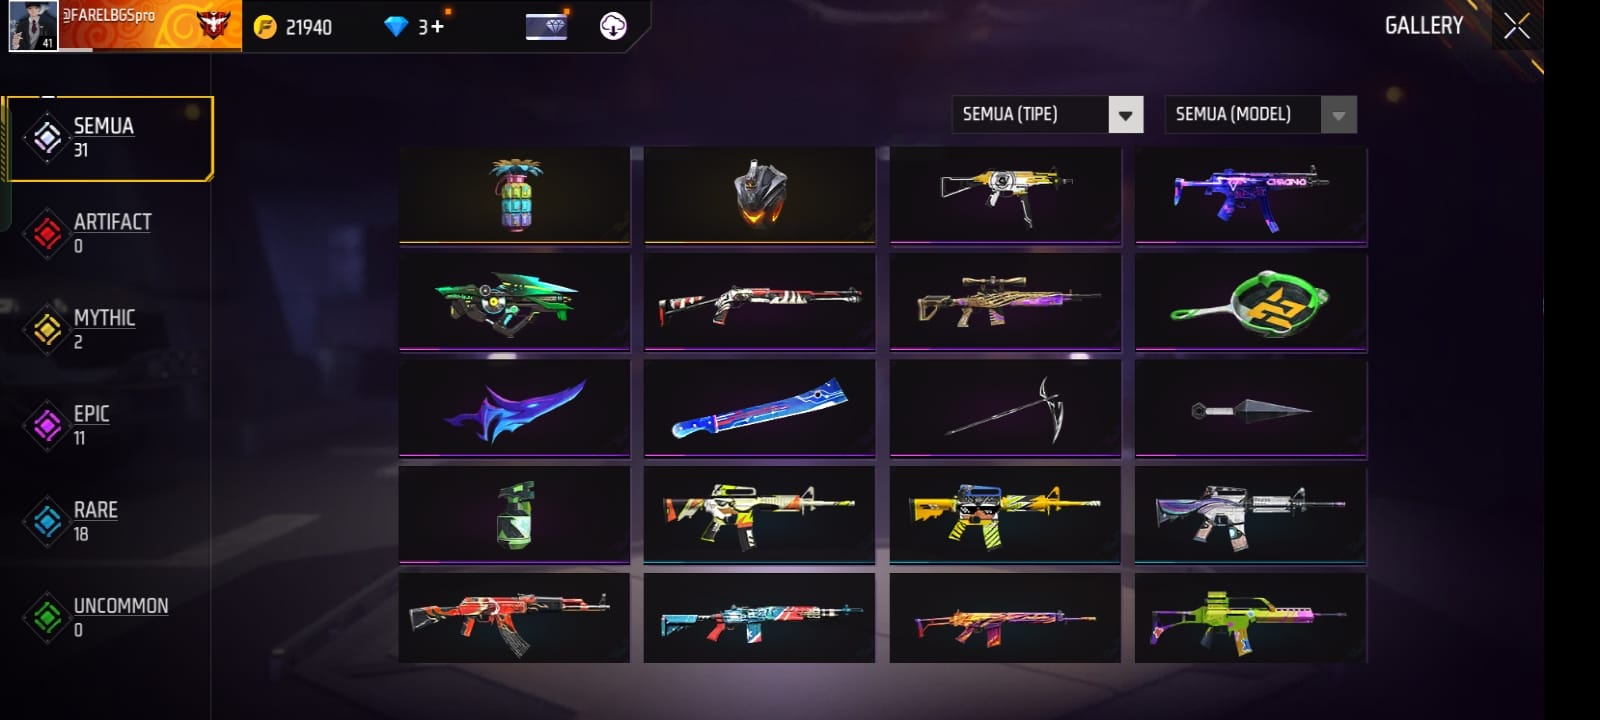 @FARELBGSpro
41
21940
3+
GALLERY
SEMUA (TIPE)
SEMUA (MODEL)
SEMUA
31
ARTIFACT
0
MYTHIC
2
EPIC
11
RARE
18
UNCOMMON
0
CHRONO